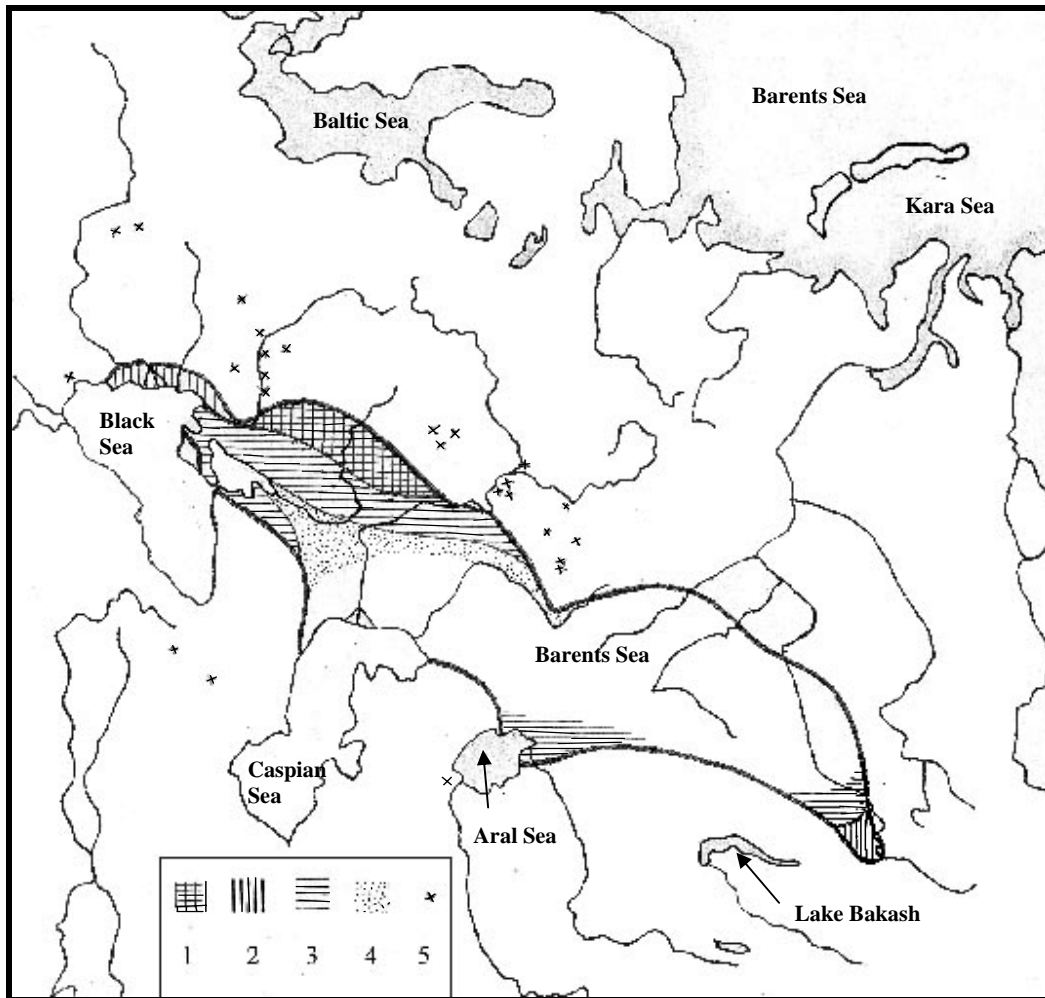 Barents Sea
Baltic Sea
Kara Sea
Black
Sea
Barents Sea
Caspian
Sea
Aral Sea
Lake Bakash
1 2 3 4 5